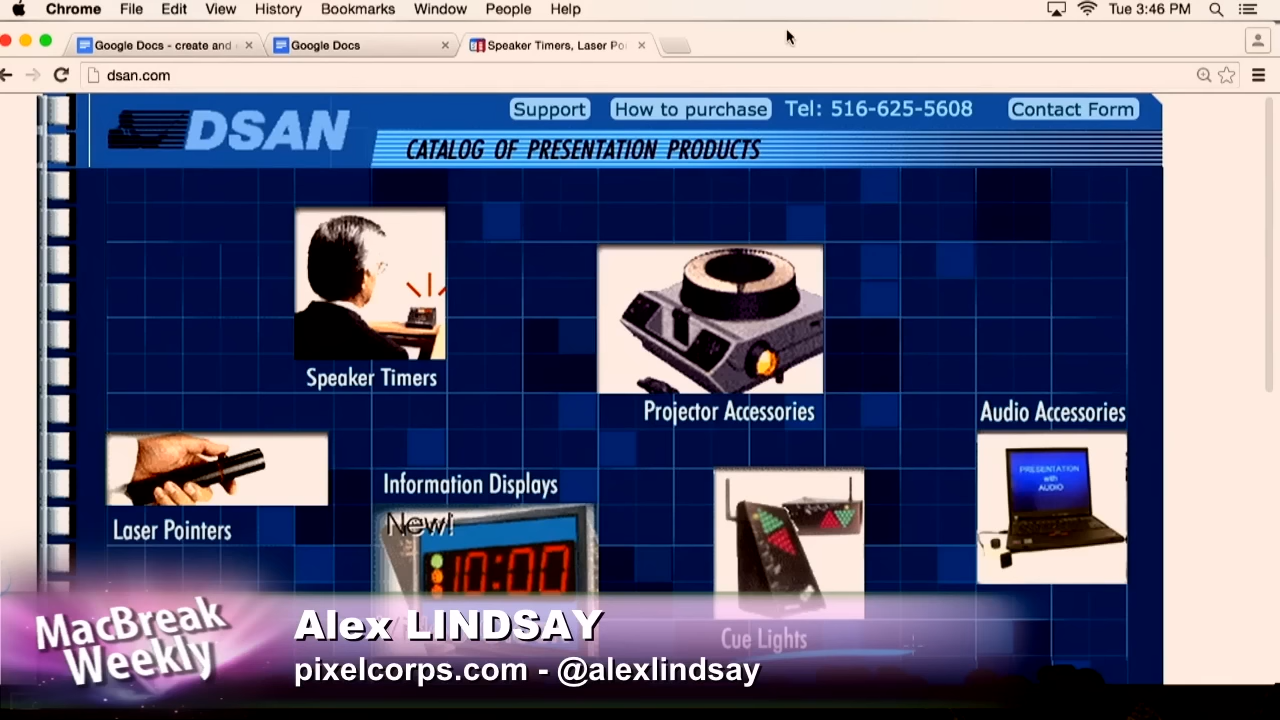 Chrome File Edit View History Bookmarks Window People Help Tue 3:46 PM
Google Docs - create and Google Docs Speaker Timers, Laser Po
dsan.com
DSAN
Support How to purchase Tel: 516-625-5608 Contact Form
CATALOG OF PRESENTATION PRODUCTS
Speaker Timers
Projector Accessories
Audio Accessories
PRESENTATION
with
AUDIO
Information Displays
New!
10:00
Laser Pointers
Cue Lights
MacBreak
Weekly
Alex LINDSAY
pixelcorps.com - @alexlindsay